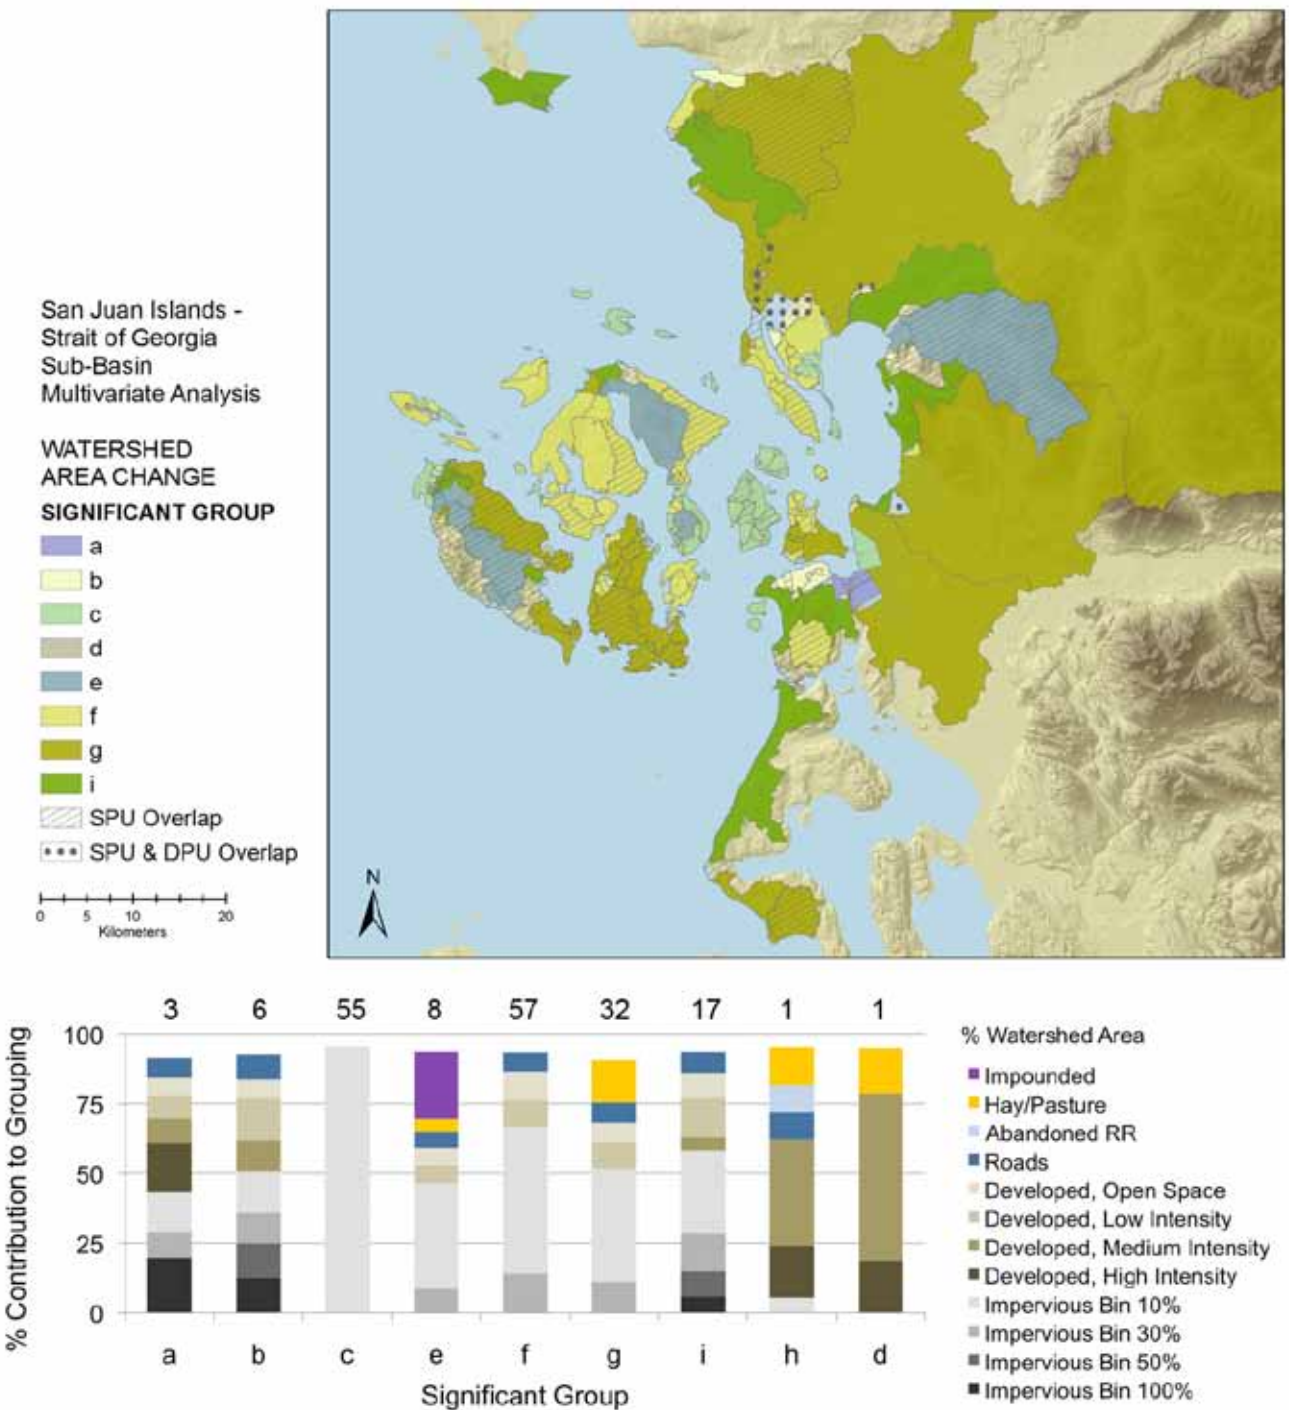 San Juan Islands -
Strait of Georgia
Sub-Basin
Multivariate Analysis
WATERSHED
AREA CHANGE
SIGNIFICANT GROUP
a
b
c
d
e
f
g
i
SPU Overlap
SPU & DPU Overlap
0 5 10 20
Kilometers
N
3 6 55 8 57 32 17 1 1
% Contribution to Grouping
100
75
50
25
0
a b c e f g i h d
Significant Group
% Watershed Area
Impounded
Hay/Pasture
Abandoned RR
Roads
Developed, Open Space
Developed, Low Intensity
Developed, Medium Intensity
Developed, High Intensity
Impervious Bin 10%
Impervious Bin 30%
Impervious Bin 50%
Impervious Bin 100%